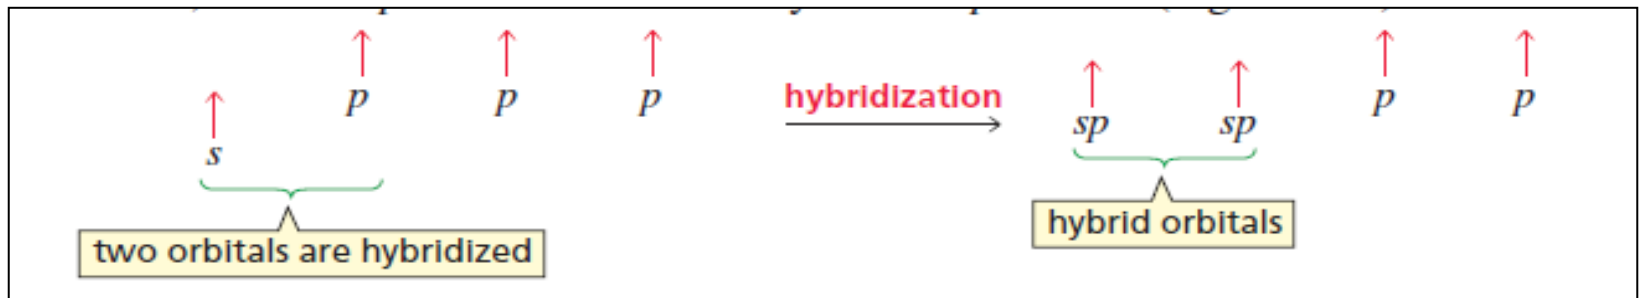 p p p p p
hybridization
s sp sp
two orbitals are hybridized
hybrid orbitals